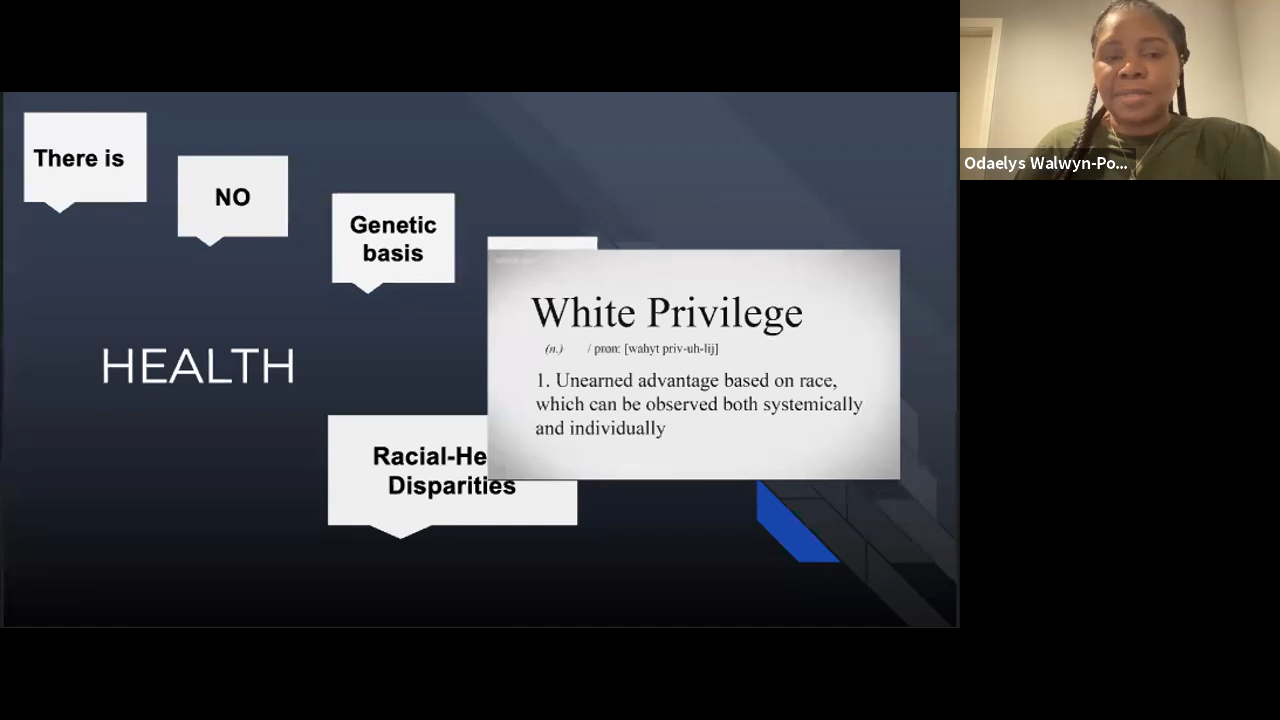 There is
NO
Genetic
basis
HEALTH
White Privilege
(n.) / pron: [wahyt priv-uh-lij]
1. Unearned advantage based on race,
which can be observed both systemically
and individually
Racial-He
Disparities
Odaelys Walwyn-Po...